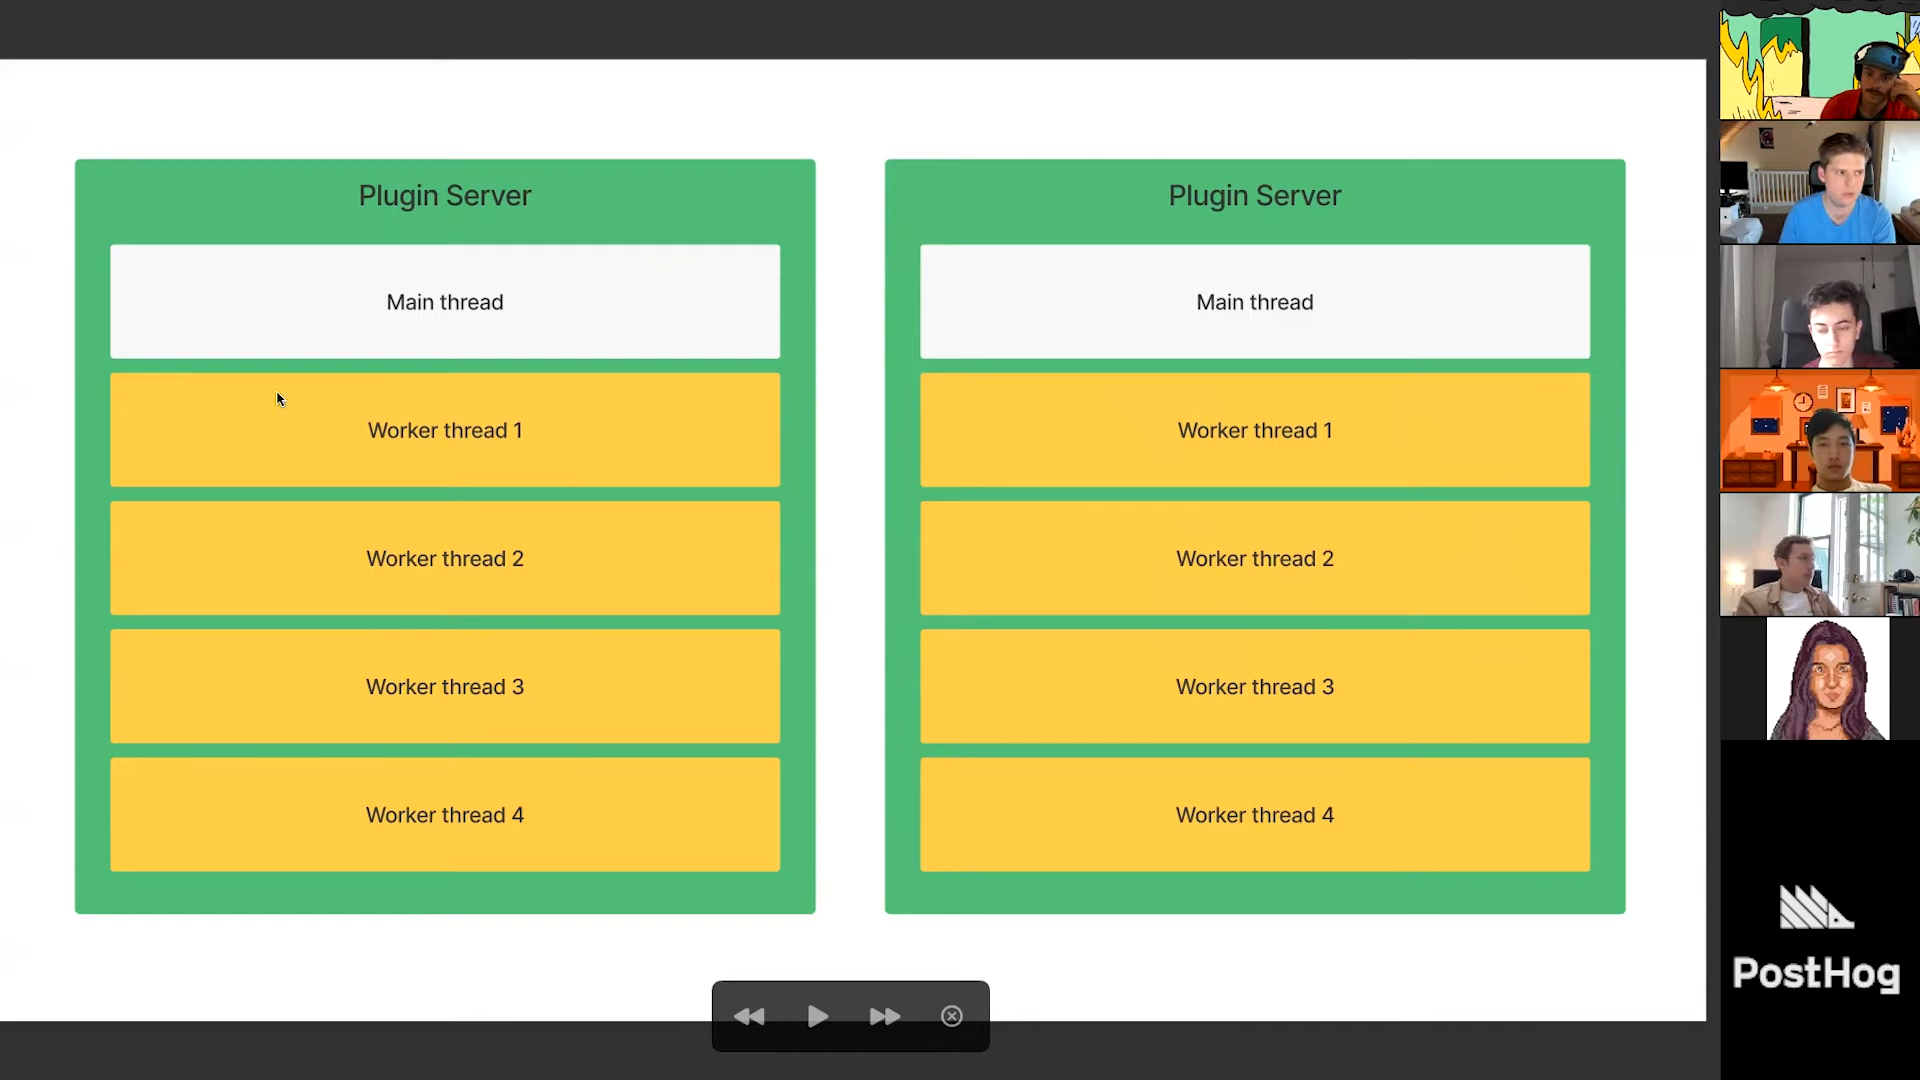 Plugin Server
Main thread
Worker thread 1
Worker thread 2
Worker thread 3
Worker thread 4
Plugin Server
Main thread
Worker thread 1
Worker thread 2
Worker thread 3
Worker thread 4
PostHog